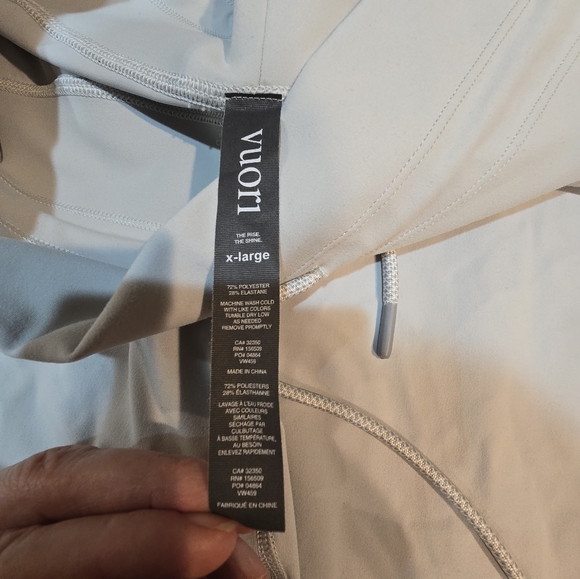 vuori
THE RISE.
THE SHINE.
x-large
72% POLYESTER
28% ELASTANE
MACHINE WASH COLD
WITH LIKE COLORS
TUMBLE DRY LOW
AS NEEDED
REMOVE PROMPTLY
CA# 32350
RN# 156509
PO# 04864
VW459
MADE IN CHINA
72% POLYESTERS
28% ÉLASTHANNE
LAVAGE À L'EAU FROIDE
AVEC COULEURS
SIMILAIRES
SÉCHAGE PAR
CULBUTAGE
À BASSE TEMPÉRATURE,
AU BESOIN
ENLEVEZ RAPIDEMENT
CA# 32350
RN# 156509
PO# 04864
VW459
FABRIQUÉ EN CHINE